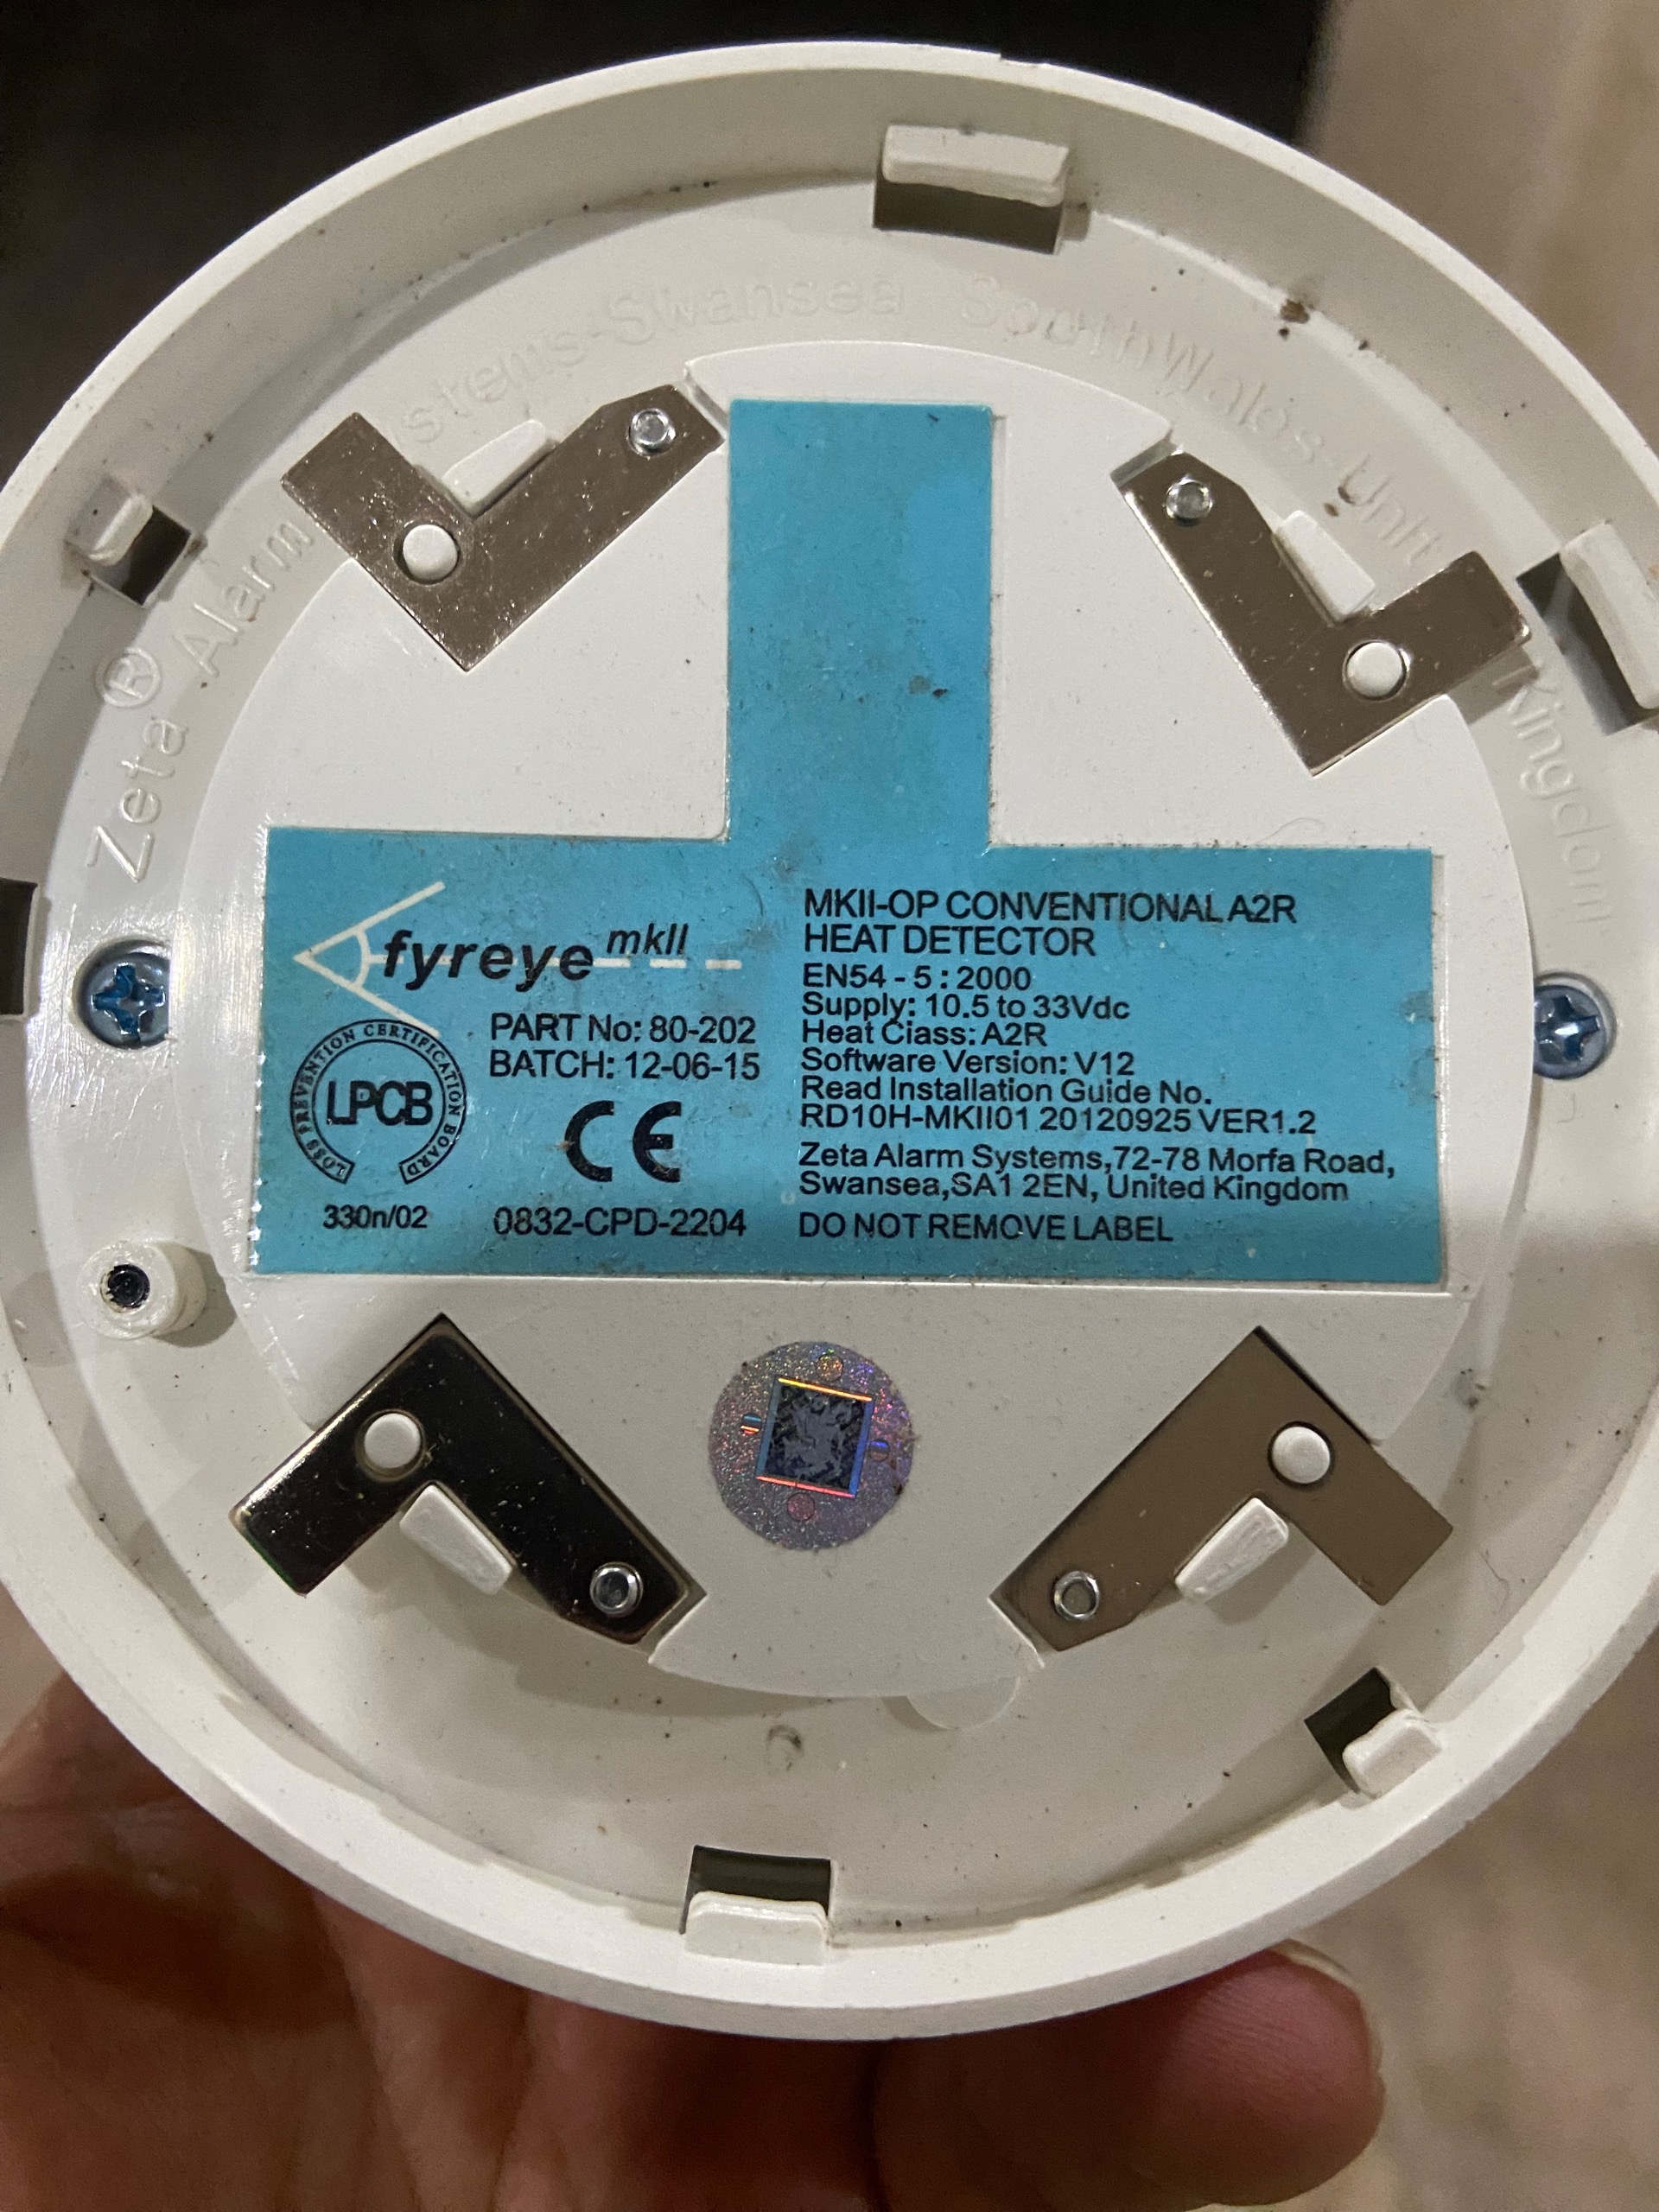 Zeta ® Alarm Systems-Swansea South Wales-Unit Kingdom
fyreye mkII
PART No: 80-202
BATCH: 12-06-15
LOSS PREVENTION CERTIFICATION BOARD
LPCB
CE
330n/02
0832-CPD-2204
MKII-OP CONVENTIONAL A2R
HEAT DETECTOR
EN54 - 5 : 2000
Supply: 10.5 to 33Vdc
Heat Class: A2R
Software Version: V12
Read Installation Guide No.
RD10H-MKII01 20120925 VER1.2
Zeta Alarm Systems,72-78 Morfa Road,
Swansea,SA1 2EN, United Kingdom
DO NOT REMOVE LABEL